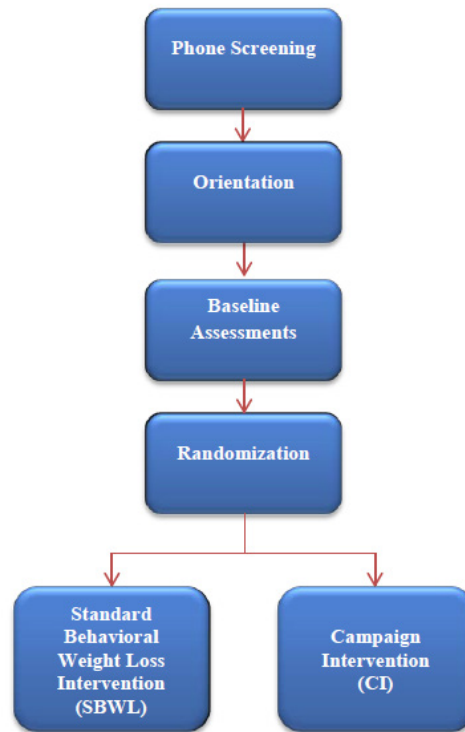 Phone Screening
Orientation
Baseline
Assessments
Randomization
Standard
Behavioral
Weight Loss
Intervention
(SBWL)
Campaign
Intervention
(CI)